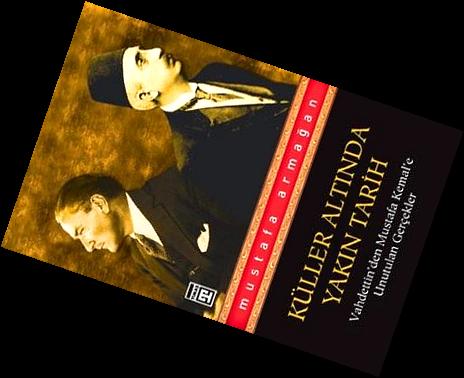 mustafa armağan
KÜLLER ALTINDA
YAKIN TARİH
Vahdettin'den Mustafa Kemal'e
Unutulan Gerçekler